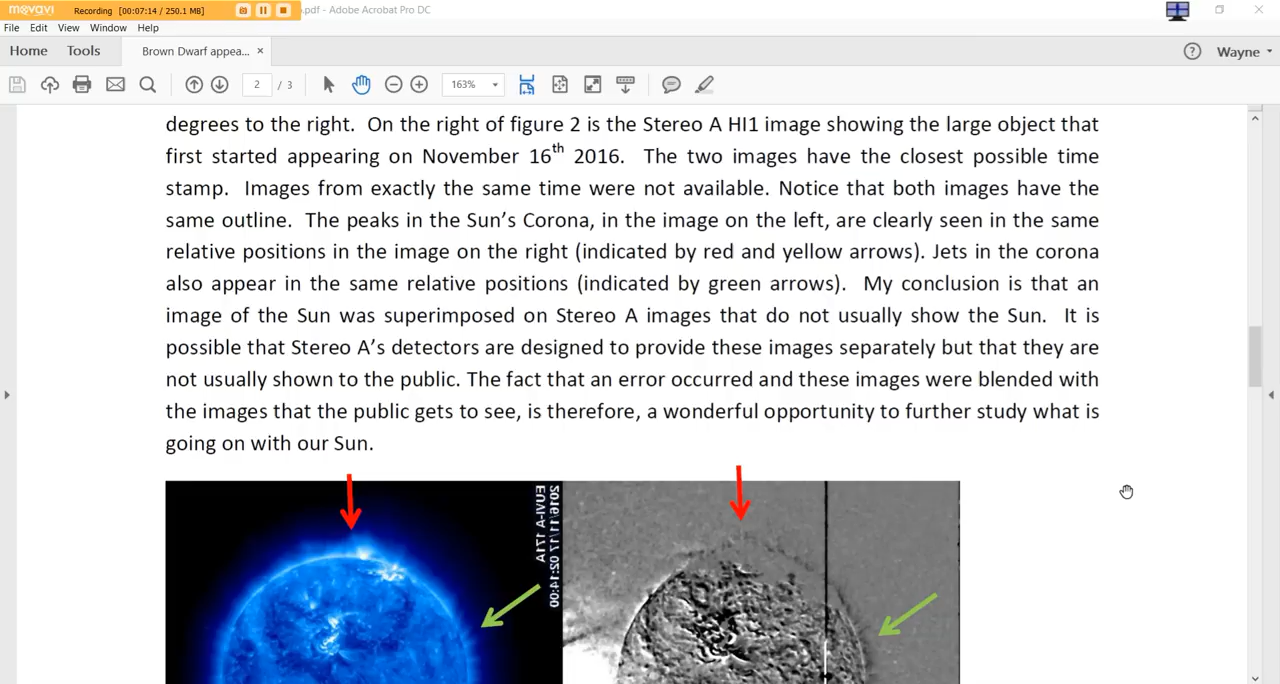 movavi Recording (00:07:14 / 250.1 MB) .pdf - Adobe Acrobat Pro DC
File Edit View Window Help
Home Tools Brown Dwarf appea... × ? Wayne
2 / 3 163%
degrees to the right. On the right of figure 2 is the Stereo A HI1 image showing the large object that
first started appearing on November 16th 2016. The two images have the closest possible time
stamp. Images from exactly the same time were not available. Notice that both images have the
same outline. The peaks in the Sun's Corona, in the image on the left, are clearly seen in the same
relative positions in the image on the right (indicated by red and yellow arrows). Jets in the corona
also appear in the same relative positions (indicated by green arrows). My conclusion is that an
image of the Sun was superimposed on Stereo A images that do not usually show the Sun. It is
possible that Stereo A's detectors are designed to provide these images separately but that they are
not usually shown to the public. The fact that an error occurred and these images were blended with
the images that the public gets to see, is therefore, a wonderful opportunity to further study what is
going on with our Sun.
2016/11/17 02:14:00
EUVI-A 171A